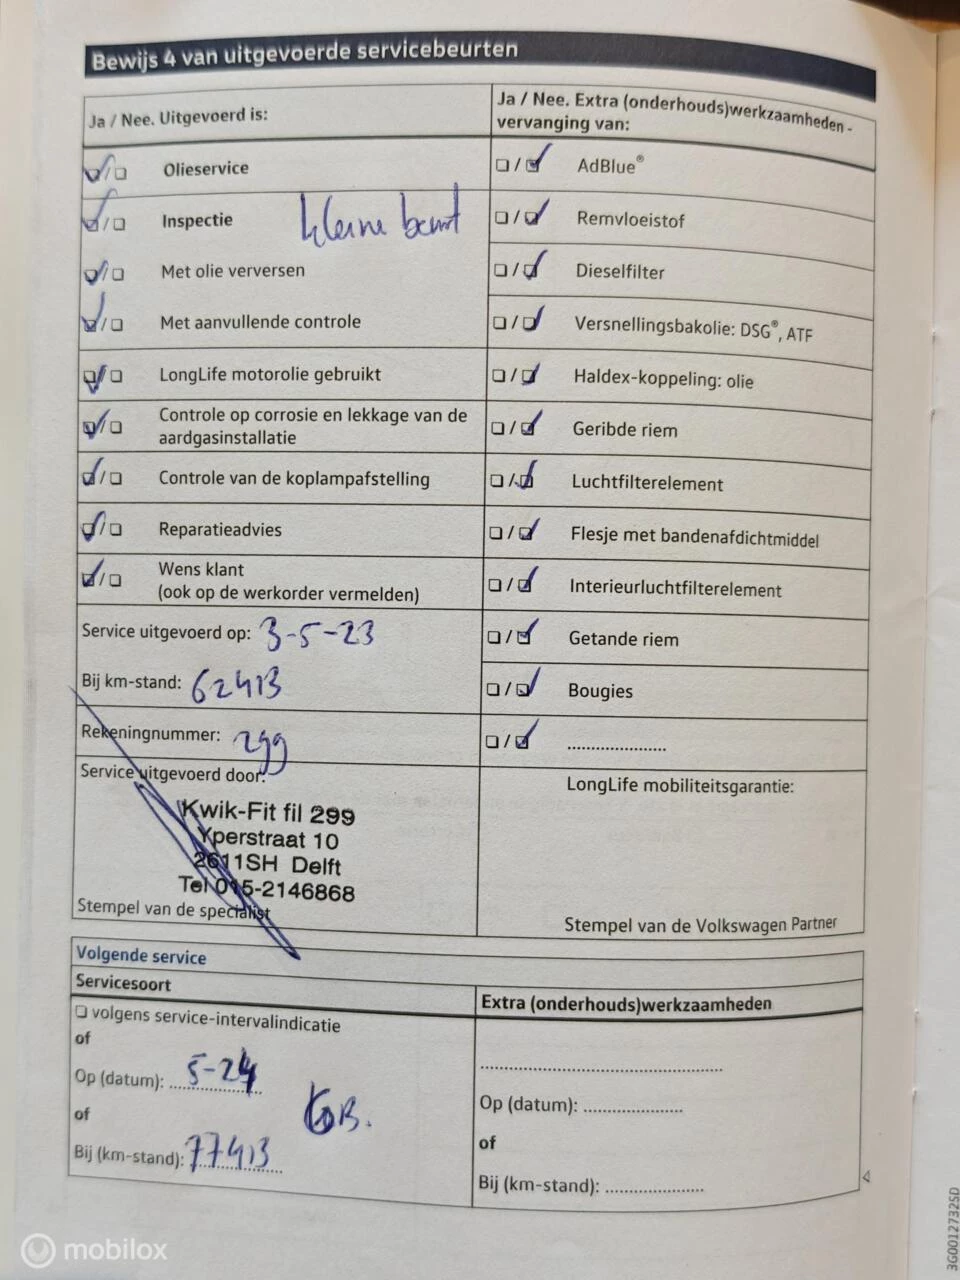 Bewijs 4 van uitgevoerde servicebeurten
Ja / Nee. Uitgevoerd is:
Olieservice
Inspectie
kleine beurt
Met olie verversen
Met aanvullende controle
LongLife motorolie gebruikt
Controle op corrosie en lekkage van de
aardgasinstallatie
Controle van de koplampafstelling
Reparatieadvies
Wens klant
(ook op de werkorder vermelden)
Service uitgevoerd op: 3-5-23
Bij km-stand: 62413
Rekeningnummer: 299
Service uitgevoerd door:
Kwik-Fit fil 299
Yperstraat 10
2611SH Delft
Tel 015-2146868
Stempel van de specialist
Ja / Nee. Extra (onderhouds)werkzaamheden -
vervanging van:
AdBlue®
Remvloeistof
Dieselfilter
Versnellingsbakolie: DSG®, ATF
Haldex-koppeling: olie
Geribde riem
Luchtfilterelement
Flesje met bandenafdichtmiddel
Interieurluchtfilterelement
Getande riem
Bougies
......................
LongLife mobiliteitsgarantie:
Stempel van de Volkswagen Partner
Volgende service
Servicesoort
volgens service-intervalindicatie
of
Op (datum): 5-24
of
Bij (km-stand): 77413
Extra (onderhouds)werkzaamheden
......................................................
Op (datum): ......................
of
Bij (km-stand): ......................
3G0012732SD
mobilox